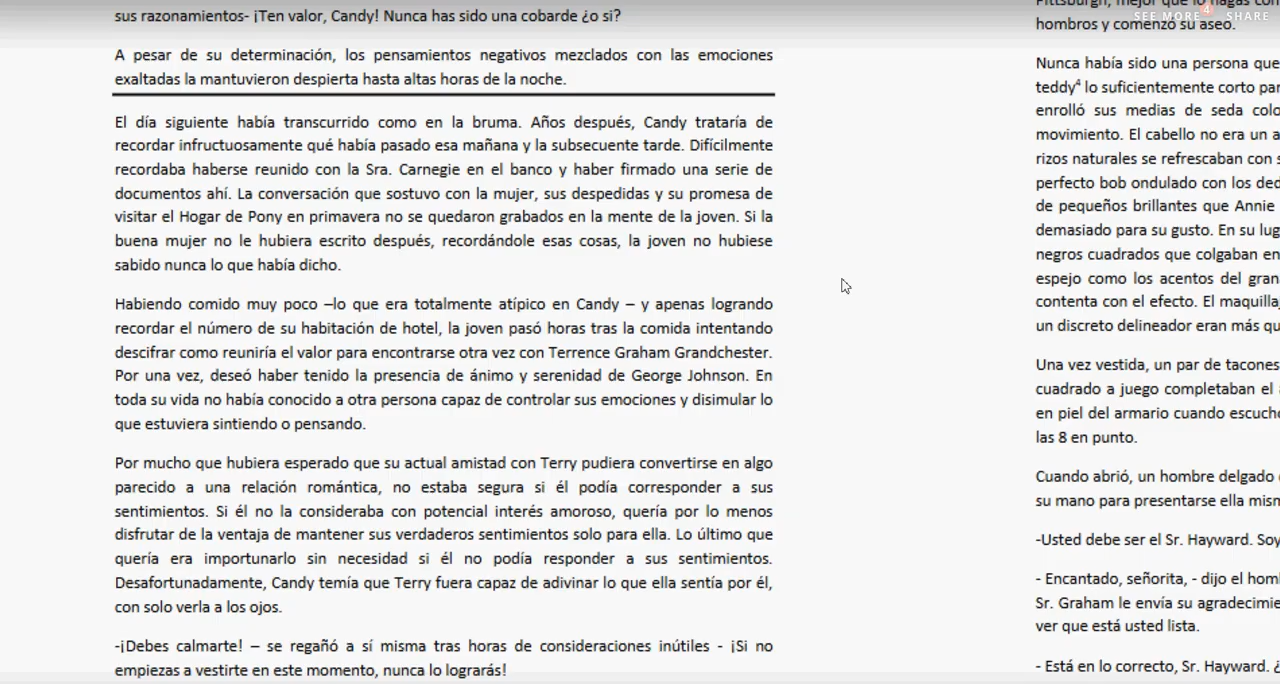 sus razonamientos- ¡Ten valor, Candy! Nunca has sido una cobarde ¿o si?
A pesar de su determinación, los pensamientos negativos mezclados con las emociones
exaltadas la mantuvieron despierta hasta altas horas de la noche.
El día siguiente había transcurrido como en la bruma. Años después, Candy trataría de
recordar infructuosamente qué había pasado esa mañana y la subsecuente tarde. Difícilmente
recordaba haberse reunido con la Sra. Carnegie en el banco y haber firmado una serie de
documentos ahí. La conversación que sostuvo con la mujer, sus despedidas y su promesa de
visitar el Hogar de Pony en primavera no se quedaron grabados en la mente de la joven. Si la
buena mujer no le hubiera escrito después, recordándole esas cosas, la joven no hubiese
sabido nunca lo que había dicho.
Habiendo comido muy poco –lo que era totalmente atípico en Candy – y apenas logrando
recordar el número de su habitación de hotel, la joven pasó horas tras la comida intentando
descifrar como reuniría el valor para encontrarse otra vez con Terrence Graham Grandchester.
Por una vez, deseó haber tenido la presencia de ánimo y serenidad de George Johnson. En
toda su vida no había conocido a otra persona capaz de controlar sus emociones y disimular lo
que estuviera sintiendo o pensando.
Por mucho que hubiera esperado que su actual amistad con Terry pudiera convertirse en algo
parecido a una relación romántica, no estaba segura si él podía corresponder a sus
sentimientos. Si él no la consideraba con potencial interés amoroso, quería por lo menos
disfrutar de la ventaja de mantener sus verdaderos sentimientos solo para ella. Lo último que
quería era importunarlo sin necesidad si él no podía responder a sus sentimientos.
Desafortunadamente, Candy temía que Terry fuera capaz de adivinar lo que ella sentía por él,
con solo verla a los ojos.
-¡Debes calmarte! – se regañó a sí misma tras horas de consideraciones inútiles - ¡Si no
empiezas a vestirte en este momento, nunca lo lograrás!
Pittsburgh, mejor que lo hagas
SEE MORE 4 SHARE
hombros y comenzó su aseo.
Nunca había sido una persona que
teddy⁴ lo suficientemente corto
enrolló sus medias de seda
movimiento. El cabello no era un
rizos naturales se refrescaban con
perfecto bob ondulado con los
de pequeños brillantes que Annie
demasiado para su gusto. En su
negros cuadrados que colgaban en
espejo como los acentos del
contenta con el efecto. El
un discreto delineador eran más
Una vez vestida, un par de tacones
cuadrado a juego completaban el
en piel del armario cuando
las 8 en punto.
Cuando abrió, un hombre delgado
su mano para presentarse ella
-Usted debe ser el Sr. Hayward. Soy
- Encantado, señorita, - dijo el
Sr. Graham le envía su
ver que está usted lista.
- Está en lo correcto, Sr. Hayward. ¿